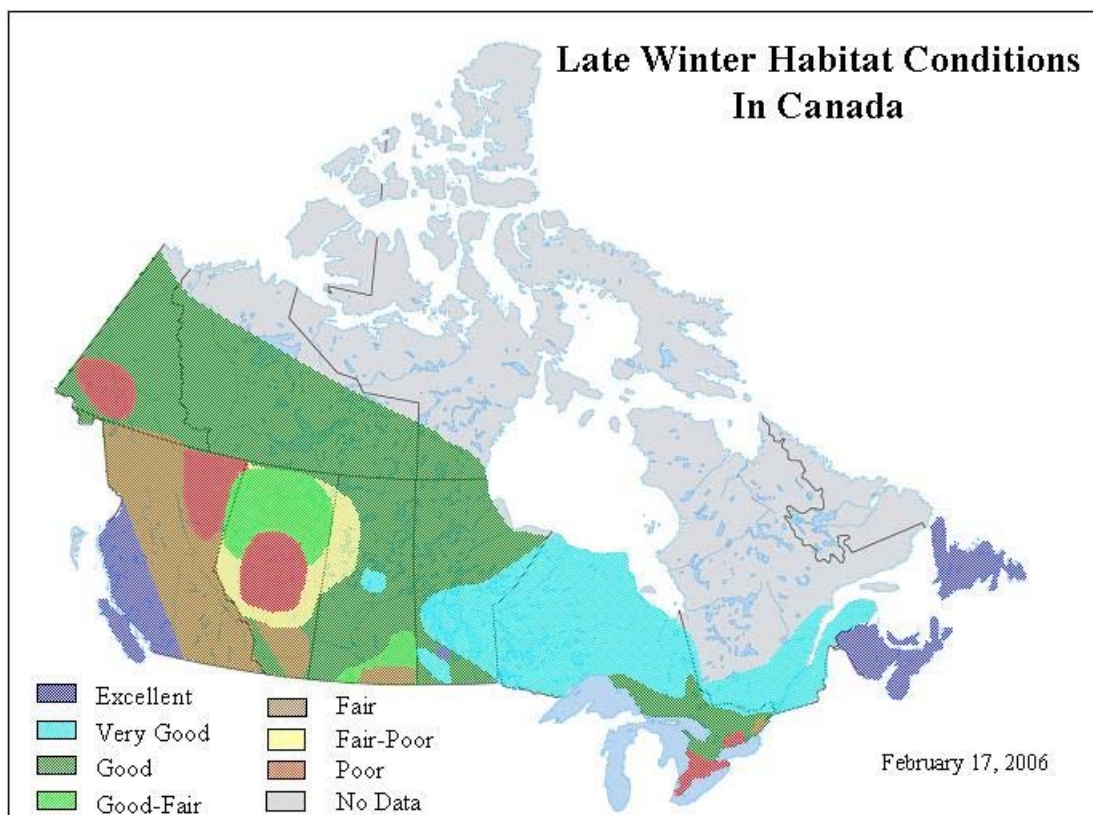 Late Winter Habitat Conditions
In Canada
Excellent
Very Good
Good
Good-Fair
Fair
Fair-Poor
Poor
No Data
February 17, 2006